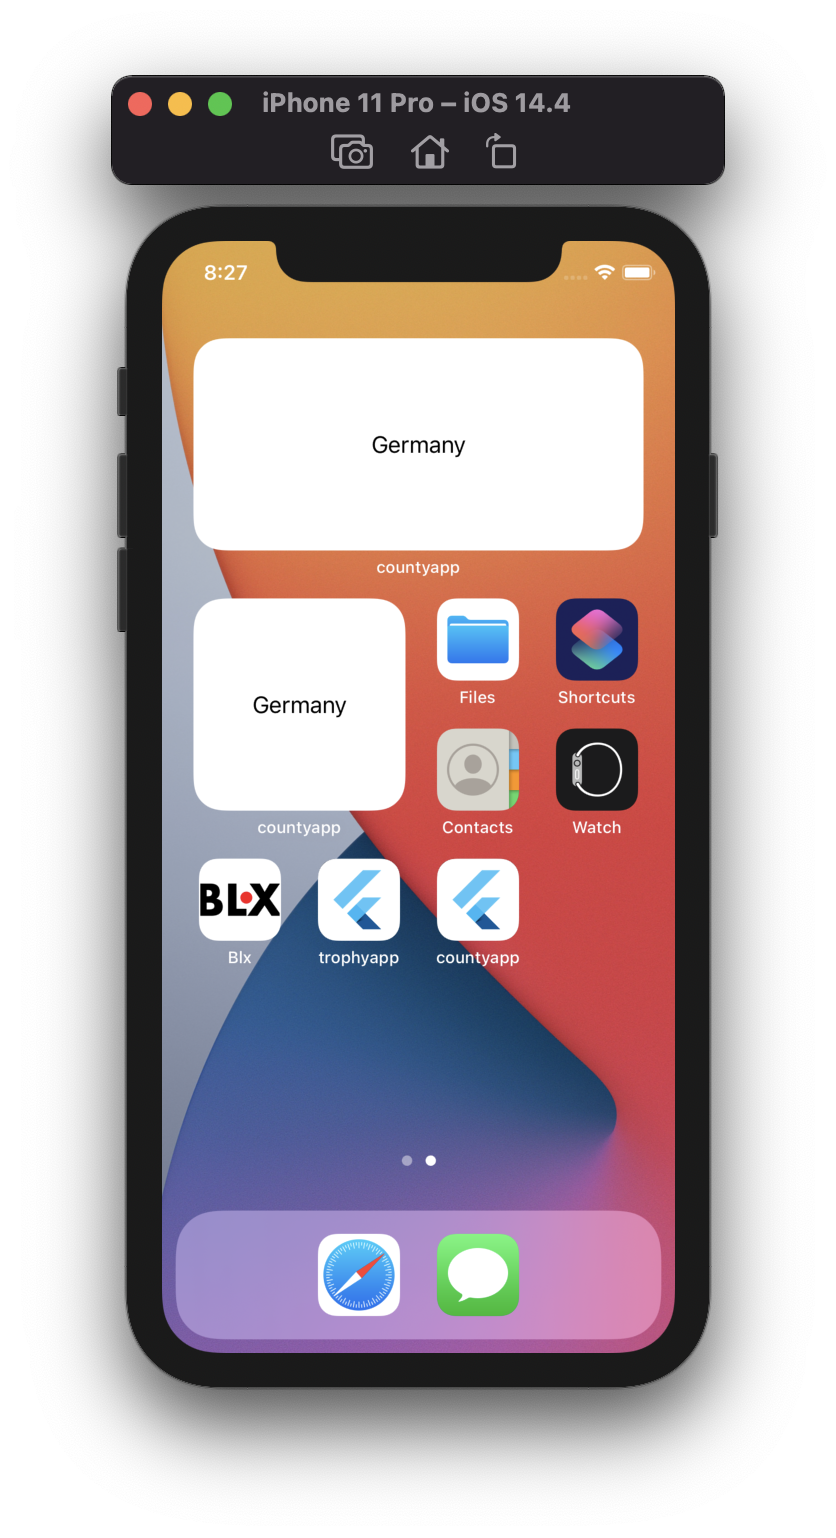 iPhone 11 Pro – iOS 14.4
8:27
Germany
countyapp
Germany
Files
Shortcuts
countyapp
Contacts
Watch
BLX
Blx
trophyapp
countyapp